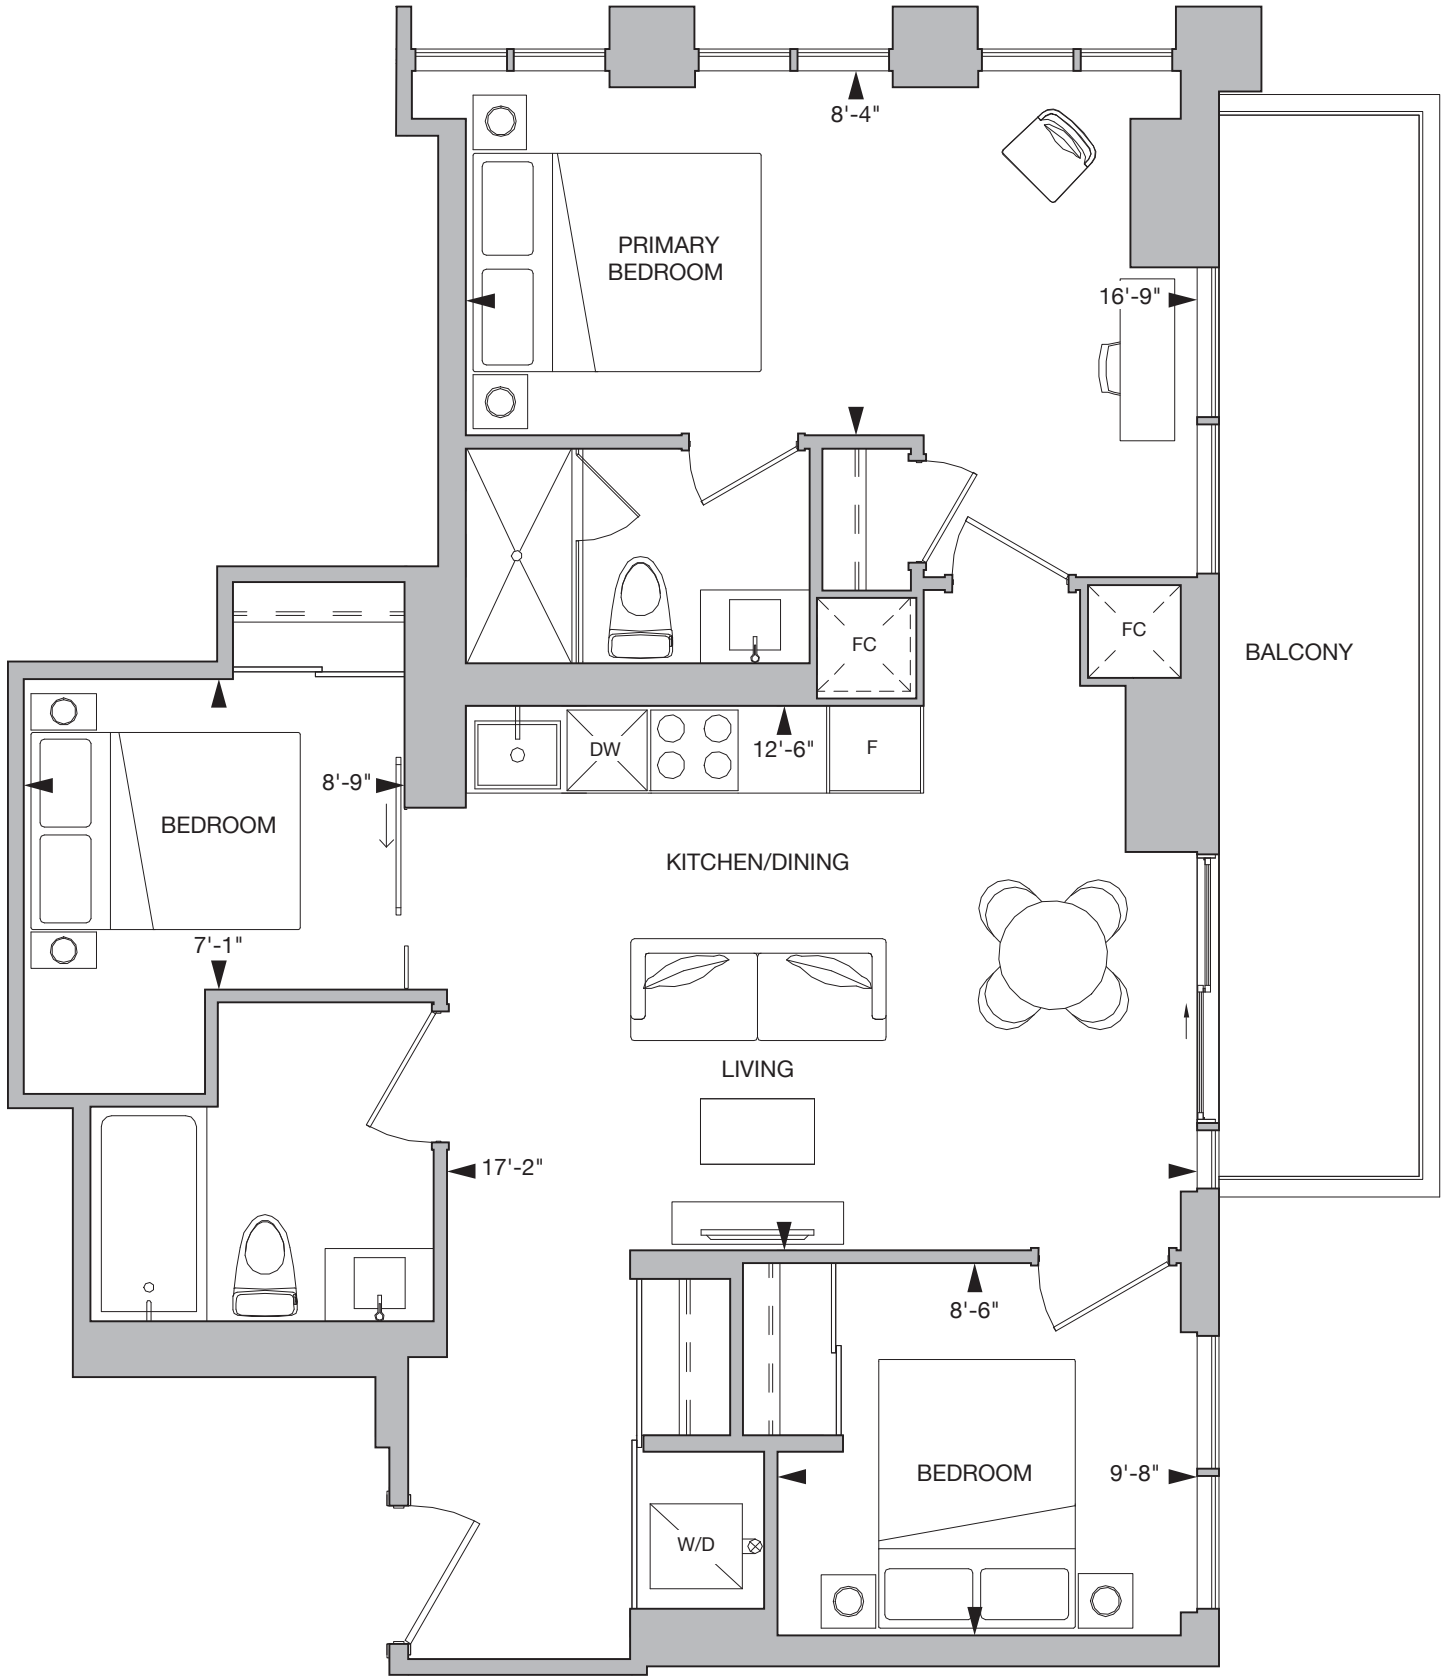 8'-4"
PRIMARY
BEDROOM
16'-9"
FC
FC
BALCONY
DW
12'-6"
F
8'-9"
BEDROOM
KITCHEN/DINING
7'-1"
LIVING
17'-2"
8'-6"
BEDROOM
9'-8"
W/D